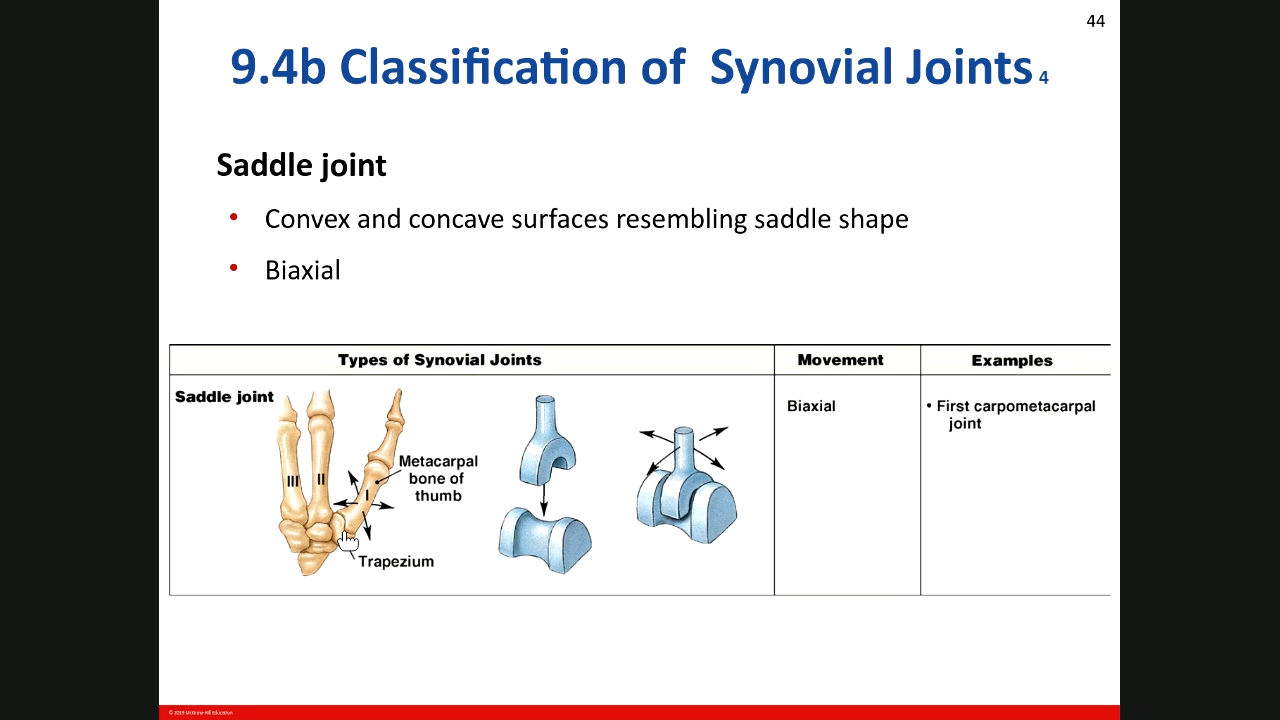 44
9.4b Classification of Synovial Joints 4
Saddle joint
• Convex and concave surfaces resembling saddle shape
• Biaxial
Types of Synovial Joints
Movement
Examples
Saddle joint
III
II
I
Metacarpal
bone of
thumb
Trapezium
Biaxial
• First carpometacarpal
joint
© 2019 McGraw-Hill Education